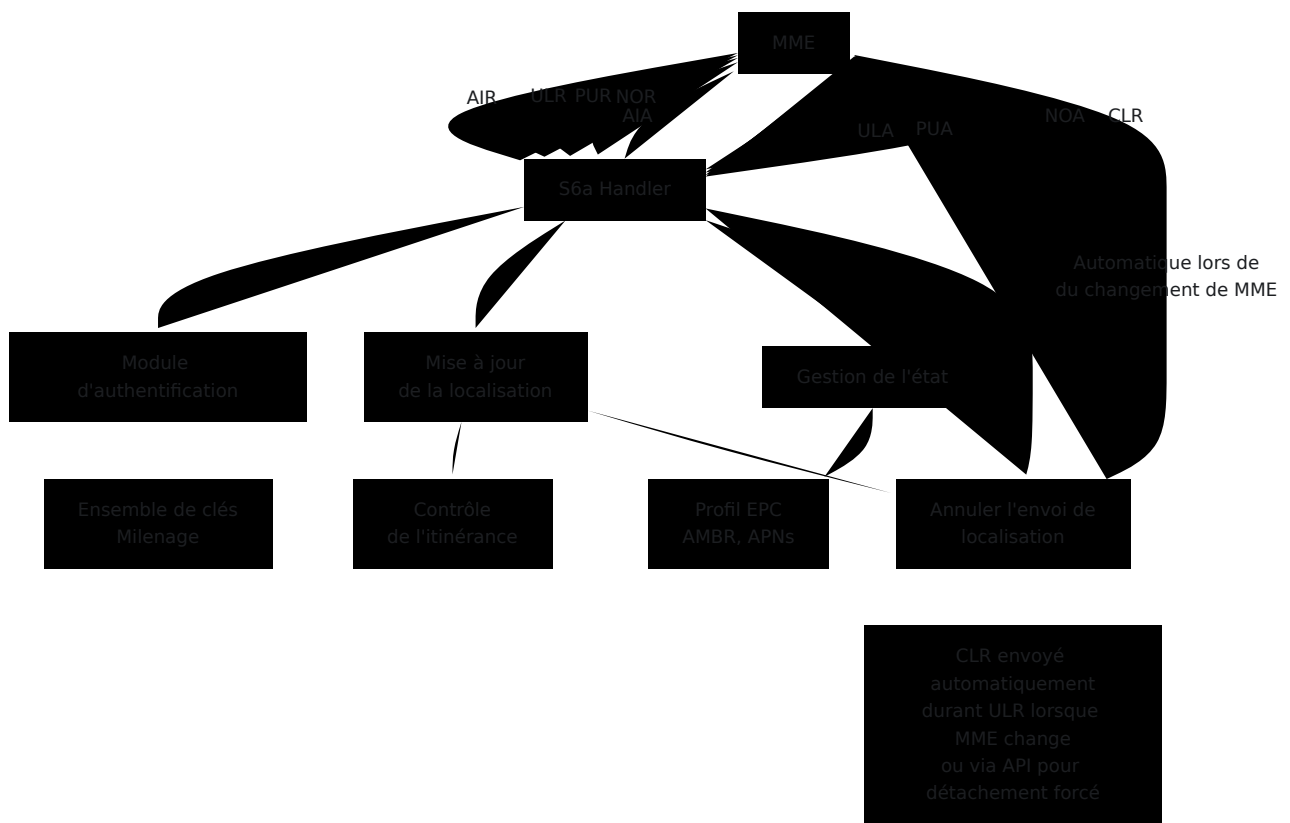 MME
AIR
ULR
PUR
NOR
AIA
ULA
PUA
NOA
CLR
S6a Handler
Automatique lors de
du changement de MME
Module
d'authentification
Mise à jour
de la localisation
Gestion de l'état
Ensemble de clés
Milenage
Contrôle
de l'itinérance
Profil EPC
AMBR, APNs
Annuler l'envoi de
localisation
CLR envoyé
automatiquement
durant ULR lorsque
MME change
ou via API pour
détachement forcé